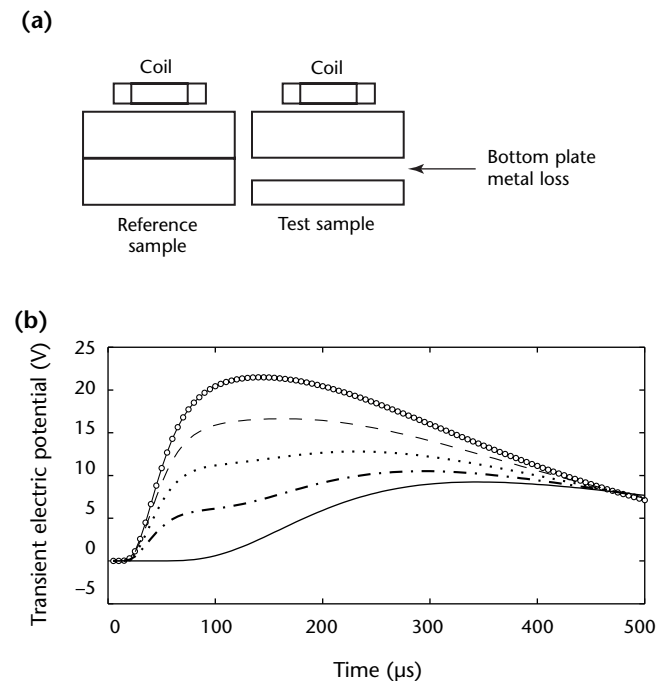 (a)
Coil
Coil
Bottom plate
metal loss
Reference
sample
Test sample
(b)
Transient electric potential (V)
25
20
15
10
5
0
–5
0
100
200
300
400
500
Time (µs)